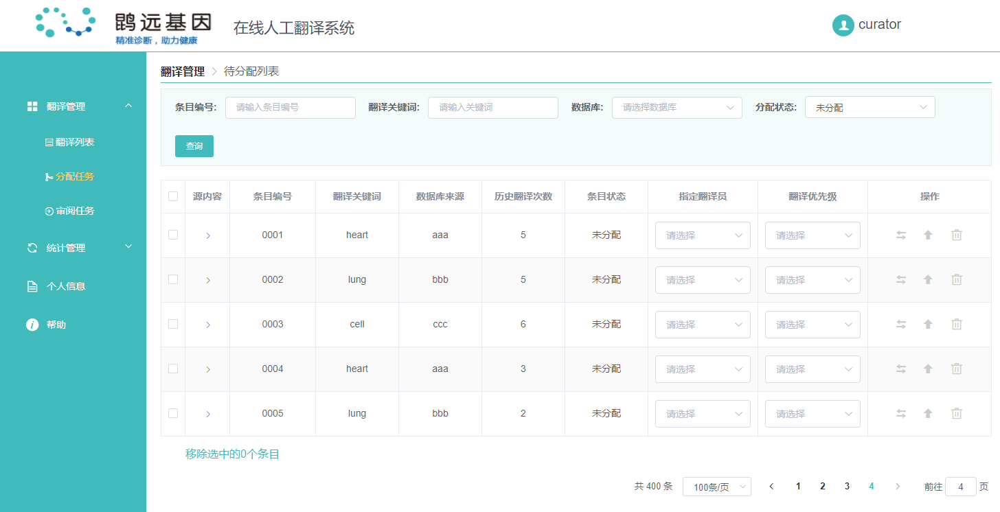 鹍远基因
精准诊断，助力健康
在线人工翻译系统
curator
翻译管理
翻译列表
分配任务
审阅任务
统计管理
个人信息
帮助
翻译管理 > 待分配列表
条目编号: 请输入条目编号 翻译关键词: 请输入关键词 数据库: 请选择数据库 分配状态: 未分配
查询
源内容 条目编号 翻译关键词 数据库来源 历史翻译次数 条目状态 指定翻译员 翻译优先级 操作
0001 heart aaa 5 未分配 请选择 请选择
0002 lung bbb 5 未分配 请选择 请选择
0003 cell ccc 6 未分配 请选择 请选择
0004 heart aaa 3 未分配 请选择 请选择
0005 lung bbb 2 未分配 请选择 请选择
移除选中的0个条目
共 400 条 100条/页 < 1 2 3 4 > 前往 4 页